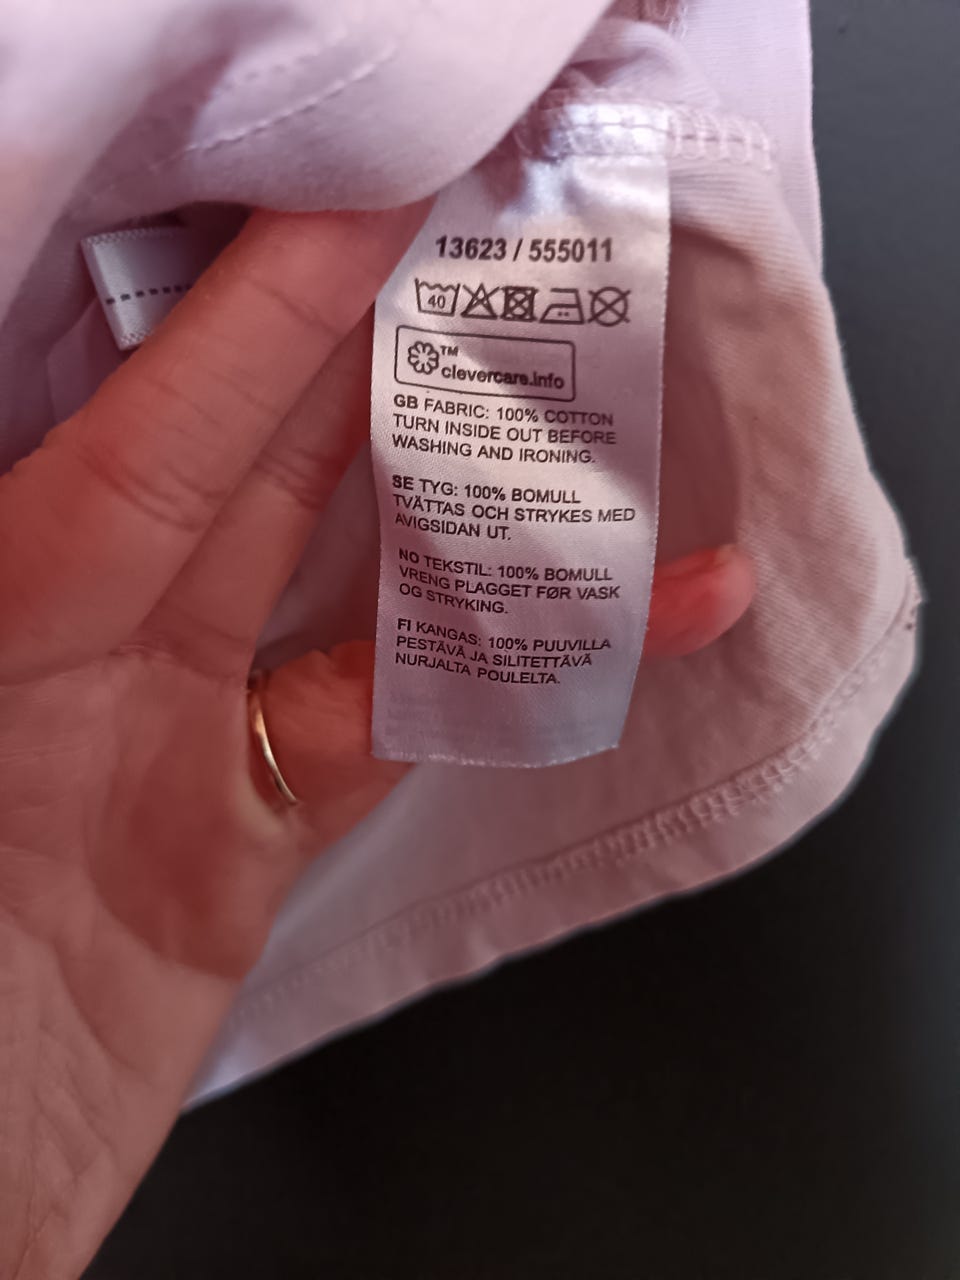 13623 / 555011
40
TM
clevercare.info
GB FABRIC: 100% COTTON
TURN INSIDE OUT BEFORE
WASHING AND IRONING.
SE TYG: 100% BOMULL
TVÄTTAS OCH STRYKES MED
AVIGSIDAN UT.
NO TEKSTIL: 100% BOMULL
VRENG PLAGGET FØR VASK
OG STRYKING.
FI KANGAS: 100% PUUVILLA
PESTÄVÄ JA SILITETTÄVÄ
NURJALTA POULELTA.